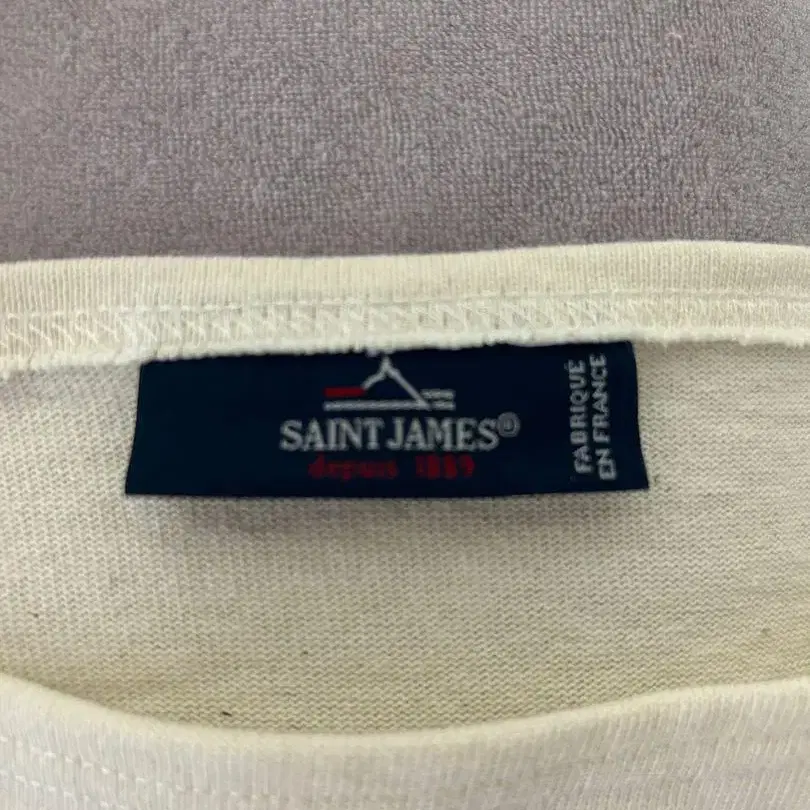 SAINT JAMES®
depuis 1889
FABRIQUÉ
EN FRANCE